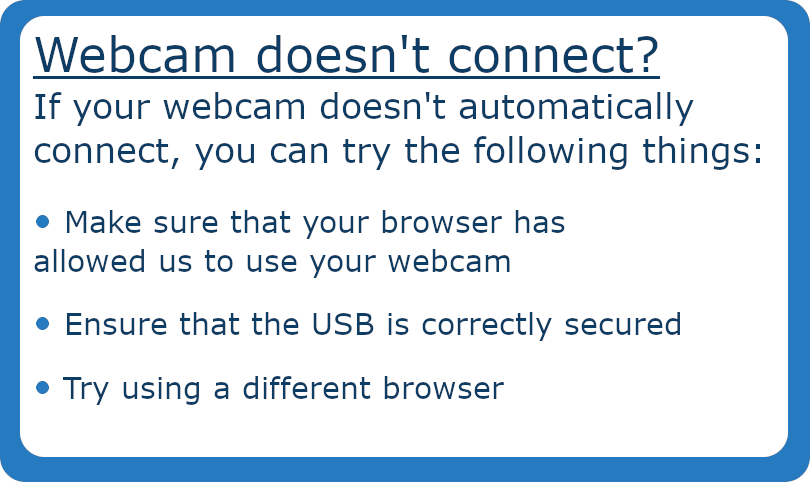 Webcam doesn't connect?
If your webcam doesn't automatically
connect, you can try the following things:
• Make sure that your browser has
allowed us to use your webcam
• Ensure that the USB is correctly secured
• Try using a different browser